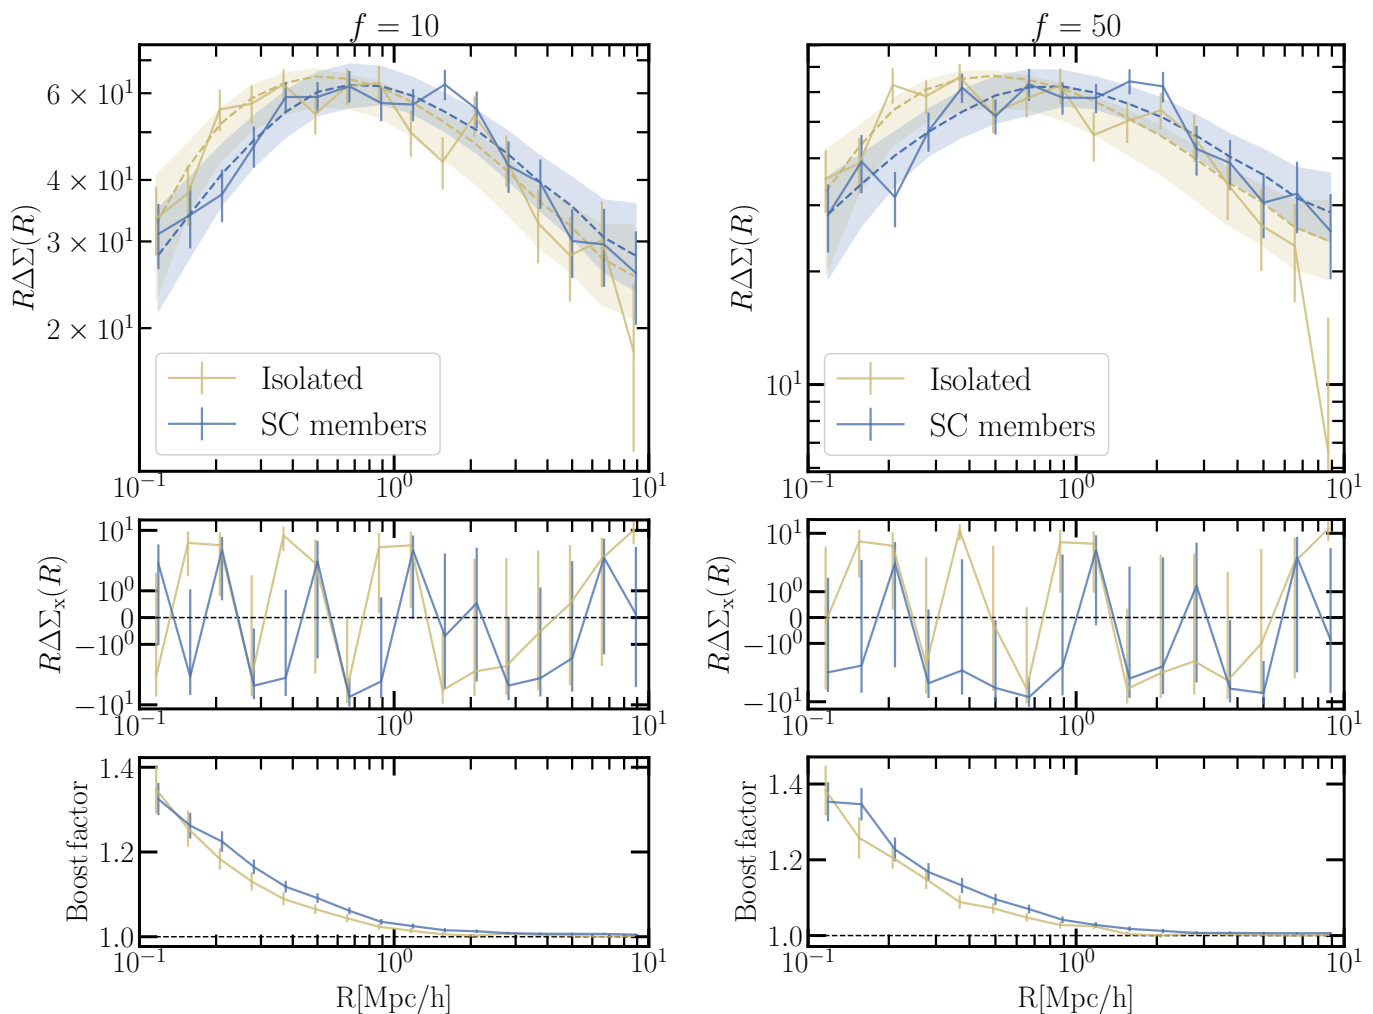 f = 10
6 × 10¹
4 × 10¹
3 × 10¹
2 × 10¹
RΔΣ(R)
Isolated
SC members
10⁻¹ 10⁰ 10¹
f = 50
10¹
RΔΣ(R)
Isolated
SC members
10⁻¹ 10⁰ 10¹
10¹
10⁰
0
−10⁰
−10¹
RΔΣₓ(R)
10⁻¹ 10⁰ 10¹
10¹
10⁰
0
−10⁰
−10¹
RΔΣₓ(R)
10⁻¹ 10⁰ 10¹
1.4
1.2
1.0
Boost factor
10⁻¹ 10⁰ 10¹
R[Mpc/h]
1.4
1.2
1.0
Boost factor
10⁻¹ 10⁰ 10¹
R[Mpc/h]